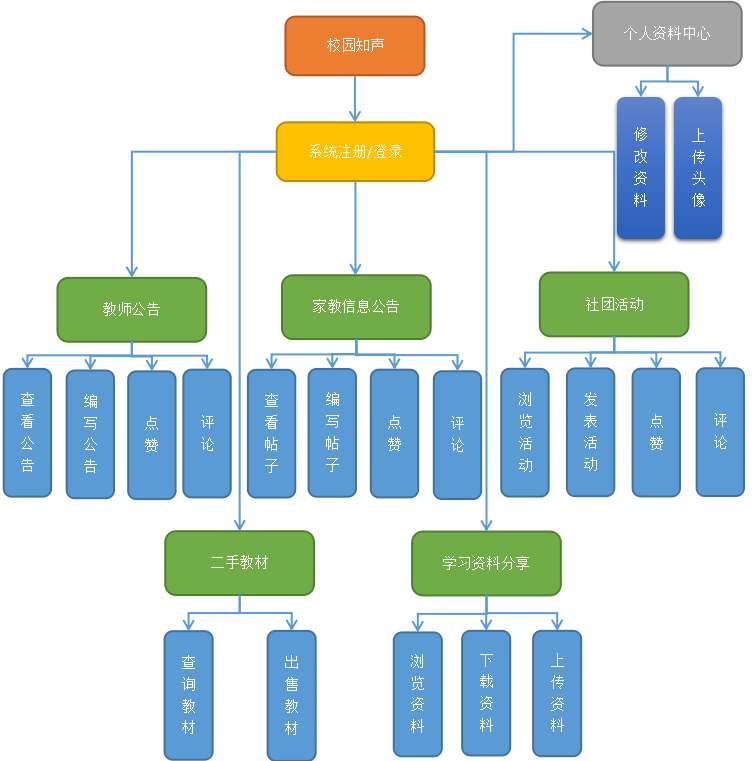 校园知声
个人资料中心
系统注册/登录
修改资料
上传头像
教师公告
家教信息公告
社团活动
查看公告
编写公告
点赞
评论
查看帖子
编写帖子
点赞
评论
浏览活动
发表活动
点赞
评论
二手教材
学习资料分享
查询教材
出售教材
浏览资料
下载资料
上传资料